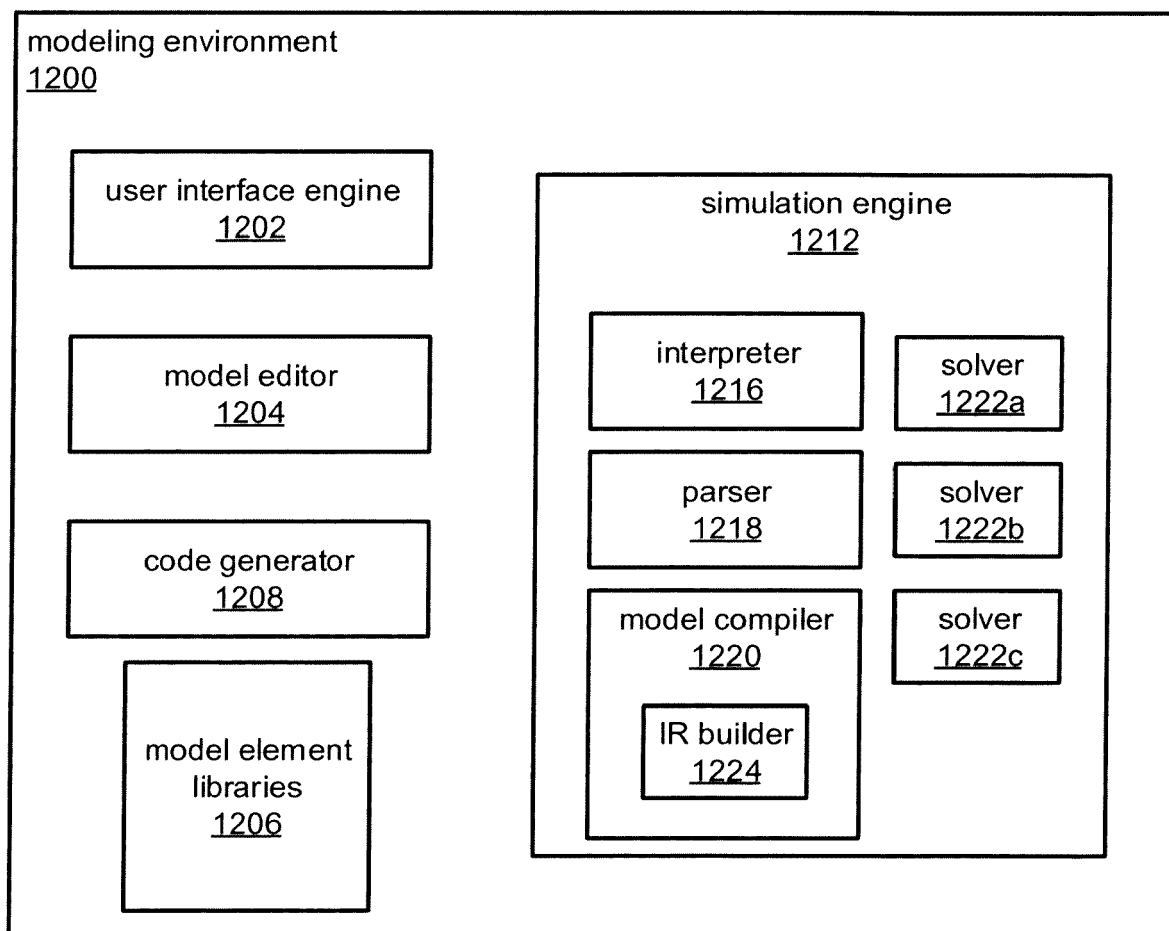 modeling environment
1200
user interface engine
1202
model editor
1204
code generator
1208
model element
libraries
1206
simulation engine
1212
interpreter
1216
solver
1222a
parser
1218
solver
1222b
model compiler
1220
solver
1222c
IR builder
1224